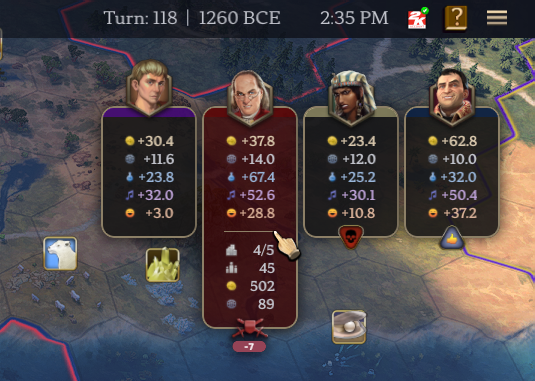 Turn: 118 | 1260 BCE 2:35 PM 2K ?
+30.4 +37.8 +23.4 +62.8
+11.6 +14.0 +12.0 +10.0
+23.8 +67.4 +25.2 +32.0
+32.0 +52.6 +30.1 +50.4
+3.0 +28.8 +10.8 +37.2
4/5
45
502
89
-7